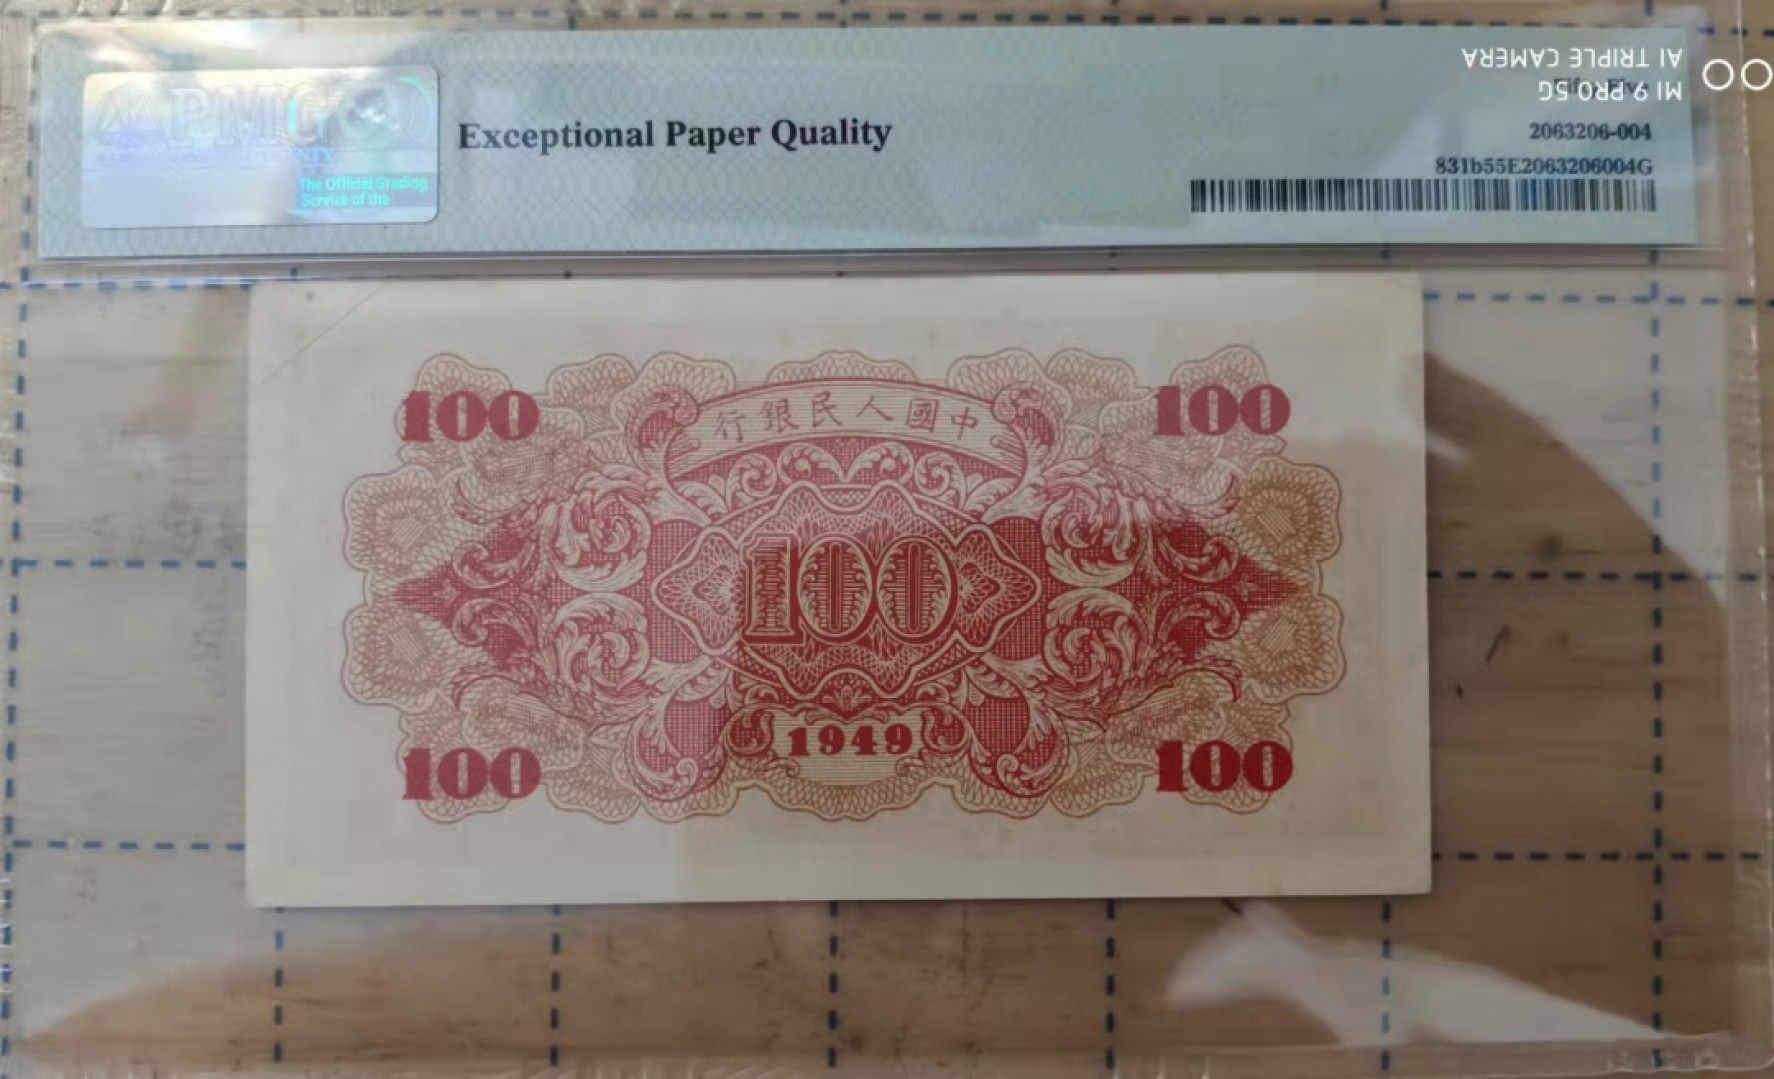 AI TRIPLE CAMERA
MI 9 PRO 5G
PMG
The Official Grading
Service of the
Exceptional Paper Quality
2063206-004
831b55E2063206004G
100
100
行銀民人國中
100
1949
100
100